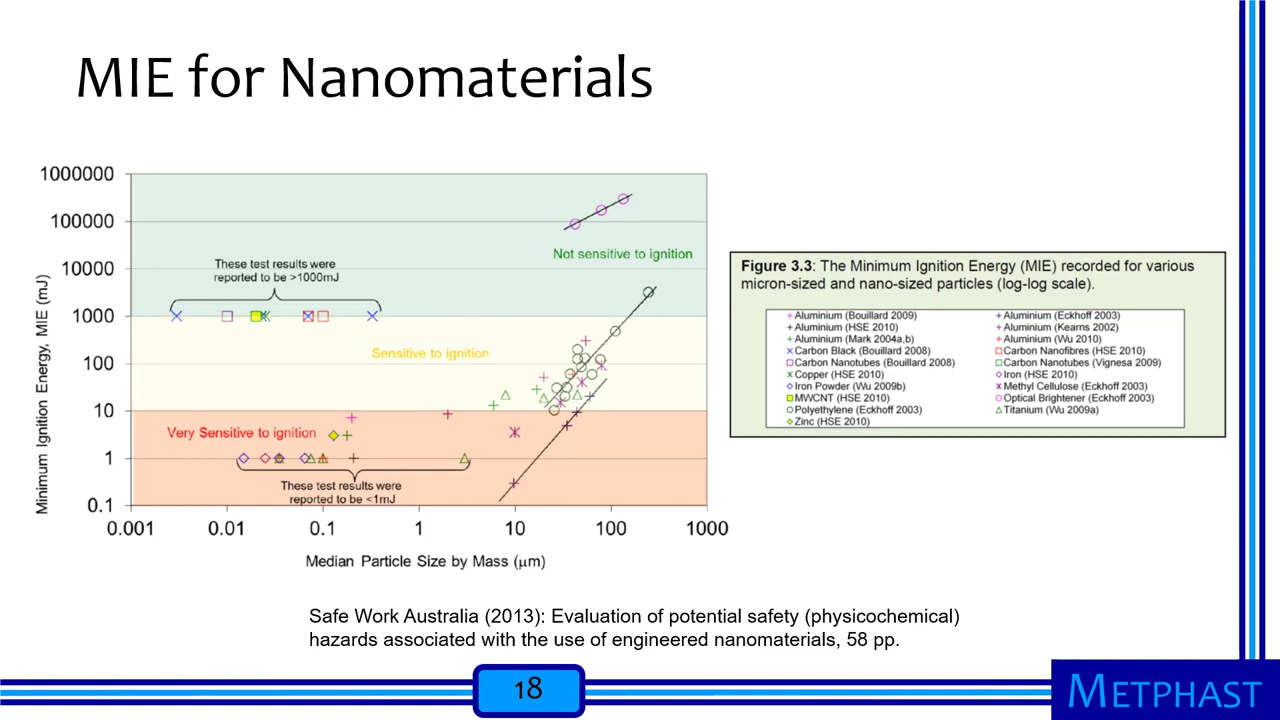 MIE for Nanomaterials
1000000
100000
10000
1000
100
10
1
0.1
Minimum Ignition Energy, MIE (mJ)
These test results were
reported to be >1000mJ
Not sensitive to ignition
Sensitive to ignition
Very Sensitive to ignition
These test results were
reported to be <1mJ
0.001 0.01 0.1 1 10 100 1000
Median Particle Size by Mass (µm)
Figure 3.3: The Minimum Ignition Energy (MIE) recorded for various
micron-sized and nano-sized particles (log-log scale).
Aluminium (Bouillard 2009) Aluminium (Eckhoff 2003)
Aluminium (HSE 2010) Aluminium (Kearns 2002)
Aluminium (Mark 2004a,b) Aluminium (Wu 2010)
Carbon Black (Bouillard 2008) Carbon Nanofibres (HSE 2010)
Carbon Nanotubes (Bouillard 2008) Carbon Nanotubes (Vignesa 2009)
Copper (HSE 2010) Iron (HSE 2010)
Iron Powder (Wu 2009b) Methyl Cellulose (Eckhoff 2003)
MWCNT (HSE 2010) Optical Brightener (Eckhoff 2003)
Polyethylene (Eckhoff 2003) Titanium (Wu 2009a)
Zinc (HSE 2010)
Safe Work Australia (2013): Evaluation of potential safety (physicochemical)
hazards associated with the use of engineered nanomaterials, 58 pp.
18
METPHAST